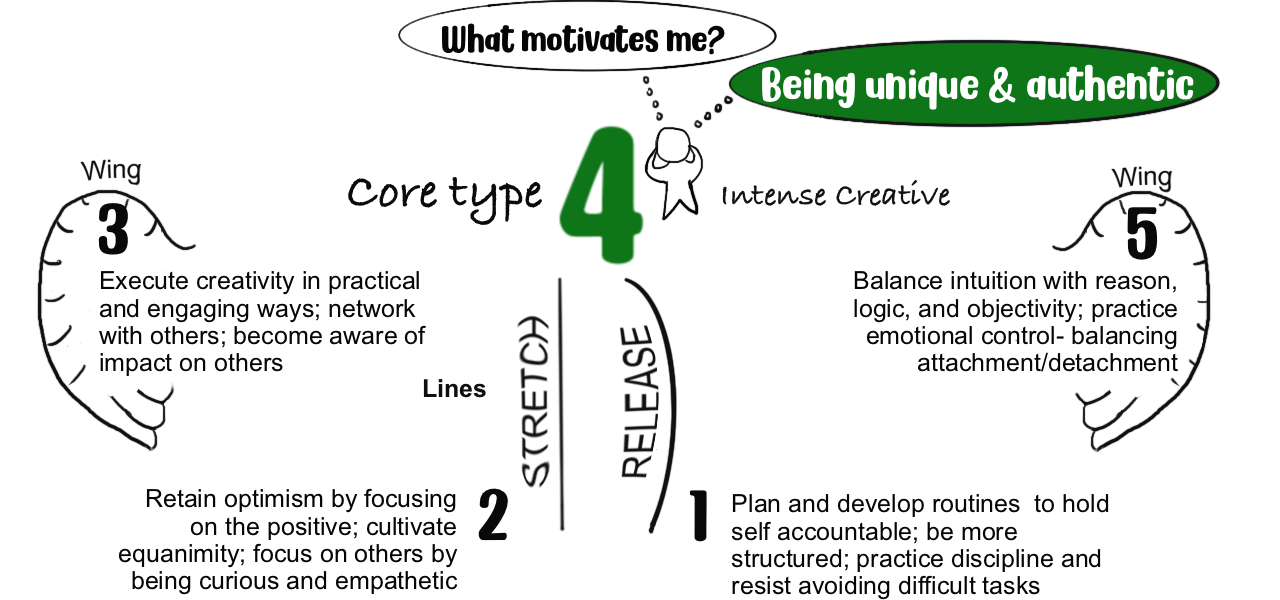 What motivates me?
Being unique & authentic
Core type 4 Intense Creative
Wing
3
Execute creativity in practical
and engaging ways; network
with others; become aware of
impact on others
Wing
5
Balance intuition with reason,
logic, and objectivity; practice
emotional control- balancing
attachment/detachment
Lines
STRETCH
RELEASE
2
Retain optimism by focusing
on the positive; cultivate
equanimity; focus on others by
being curious and empathetic
1
Plan and develop routines  to hold
self accountable; be more
structured; practice discipline and
resist avoiding difficult tasks